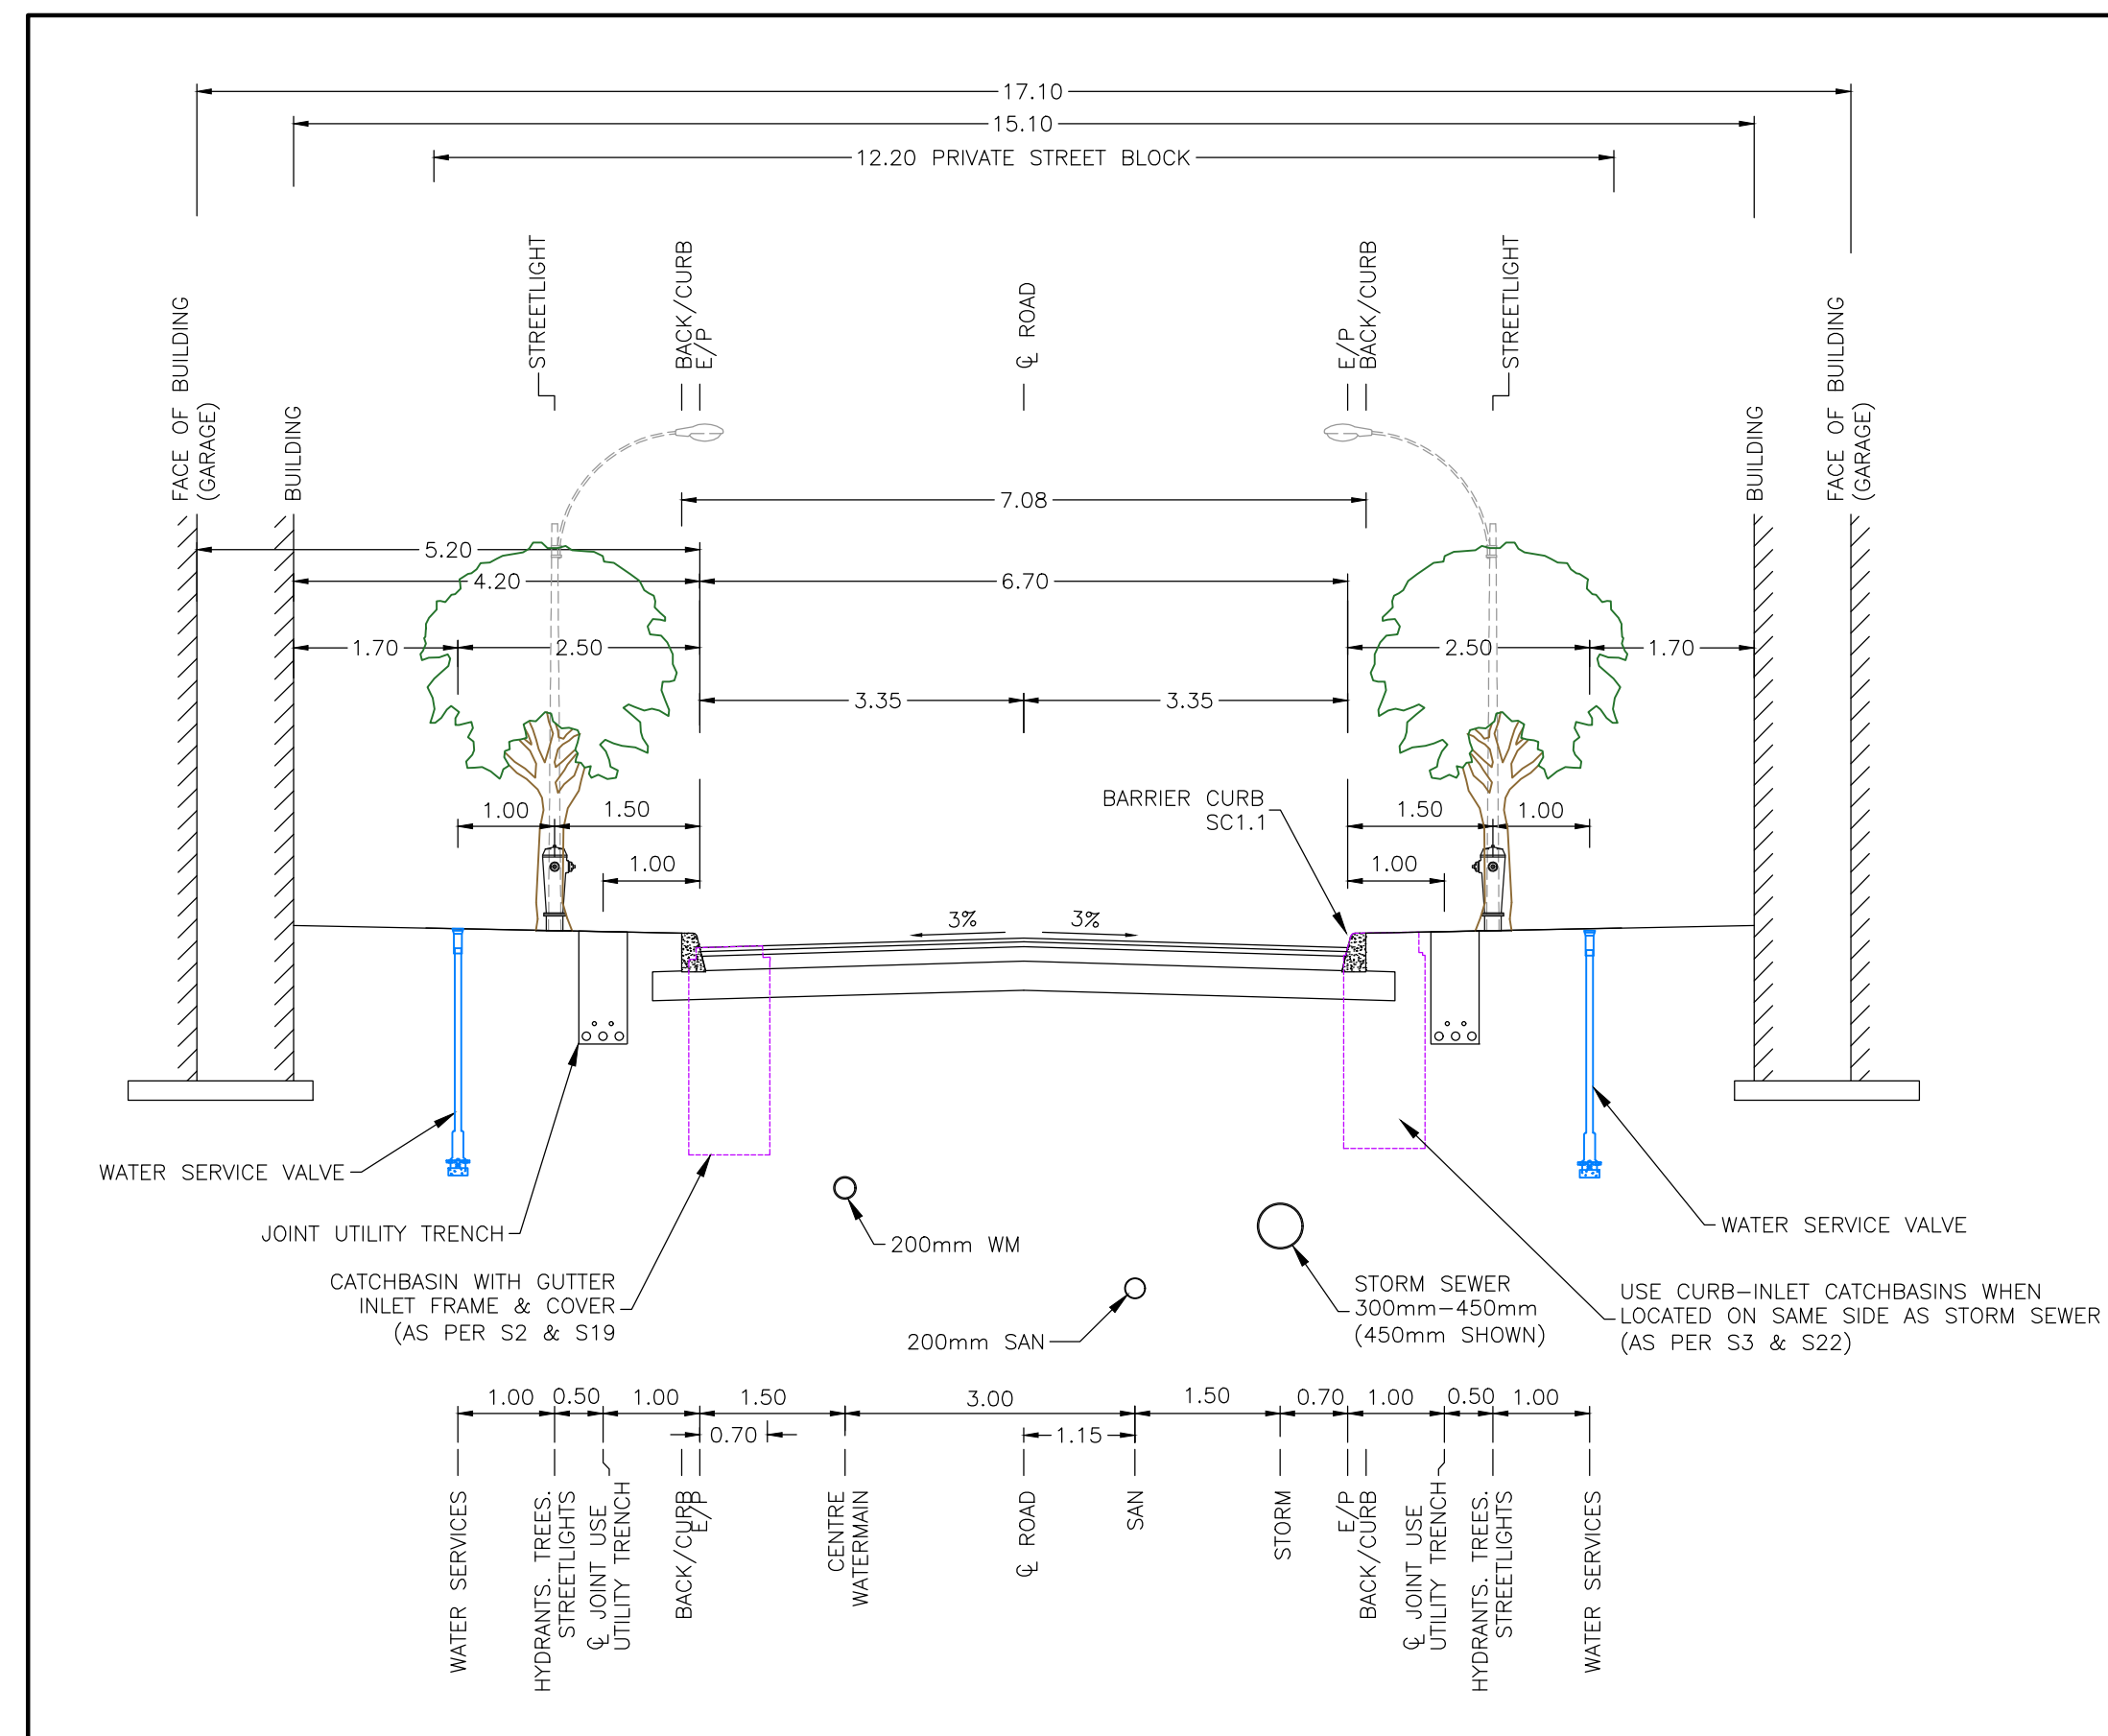 17.10
15.10
12.20 PRIVATE STREET BLOCK
FACE OF BUILDING
(GARAGE)
BUILDING
STREETLIGHT
BACK/CURB
E/P
℄ ROAD
E/P
BACK/CURB
STREETLIGHT
BUILDING
FACE OF BUILDING
(GARAGE)
7.08
5.20
4.20
6.70
1.70
2.50
2.50
1.70
3.35
3.35
BARRIER CURB
SC1.1
1.00
1.50
1.50
1.00
1.00
1.00
3%
3%
WATER SERVICE VALVE
JOINT UTILITY TRENCH
CATCHBASIN WITH GUTTER
INLET FRAME & COVER
(AS PER S2 & S19
200mm WM
200mm SAN
STORM SEWER
300mm-450mm
(450mm SHOWN)
WATER SERVICE VALVE
USE CURB-INLET CATCHBASINS WHEN
LOCATED ON SAME SIDE AS STORM SEWER
(AS PER S3 & S22)
1.00
0.50
1.00
1.50
3.00
1.50
0.70
1.00
0.50
1.00
0.70
1.15
WATER SERVICES
HYDRANTS. TREES.
STREETLIGHTS
℄ JOINT USE
UTILITY TRENCH
BACK/CURB
E/P
CENTRE
WATERMAIN
℄ ROAD
SAN
STORM
E/P
BACK/CURB
℄ JOINT USE
UTILITY TRENCH
HYDRANTS. TREES.
STREETLIGHTS
WATER SERVICES